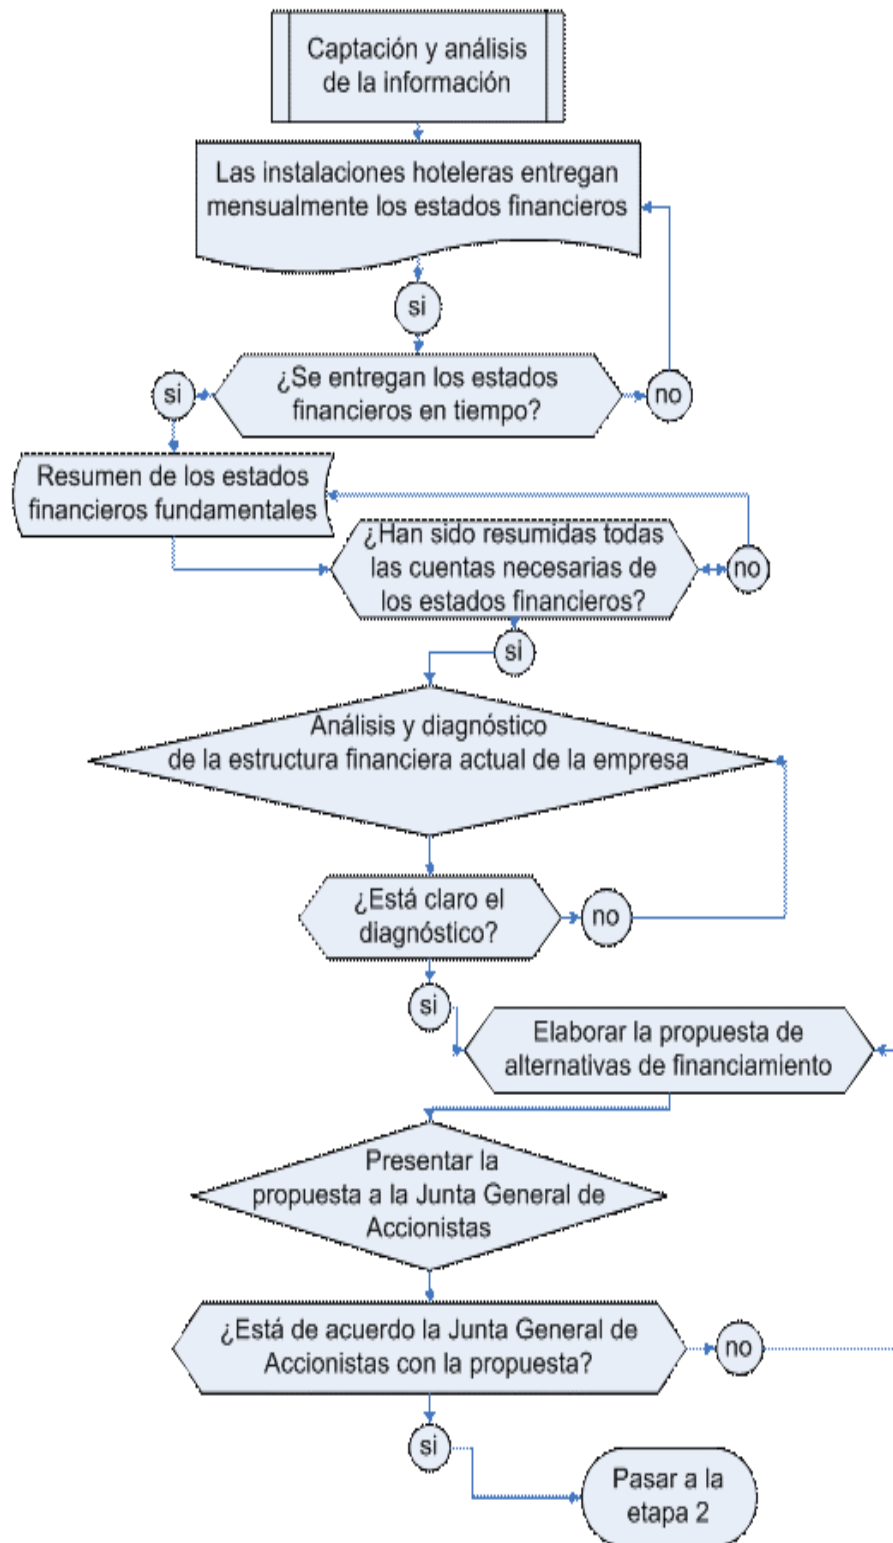 Captación y análisis
de la información
Las instalaciones hoteleras entregan
mensualmente los estados financieros
si
¿Se entregan los estados
financieros en tiempo?
si
no
Resumen de los estados
financieros fundamentales
¿Han sido resumidas todas
las cuentas necesarias de
los estados financieros?
no
si
Análisis y diagnóstico
de la estructura financiera actual de la empresa
¿Está claro el
diagnóstico?
no
si
Elaborar la propuesta de
alternativas de financiamiento
Presentar la
propuesta a la Junta General de
Accionistas
¿Está de acuerdo la Junta General de
Accionistas con la propuesta?
no
si
Pasar a la
etapa 2